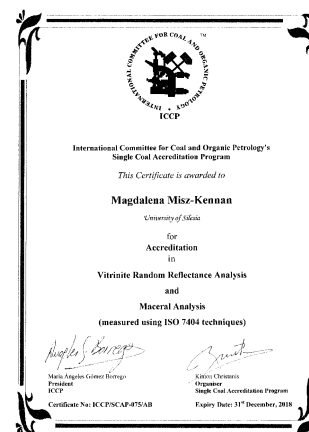 INTERNATIONAL COMMITTEE FOR COAL AND ORGANIC PETROLOGY
TM
ICCP
International Committee for Coal and Organic Petrology's
Single Coal Accreditation Program
This Certificate is awarded to
Magdalena Misz-Kennan
University of Silesia
for
Accreditation
in
Vitrinite Random Reflectance Analysis
and
Maceral Analysis
(measured using ISO 7404 techniques)
Maria Angeles Gómez Borrego
President
ICCP
Kimon Christanis
Organiser
Single Coal Accreditation Program
Certificate No: ICCP/SCAP-075/AB
Expiry Date: 31st December, 2018